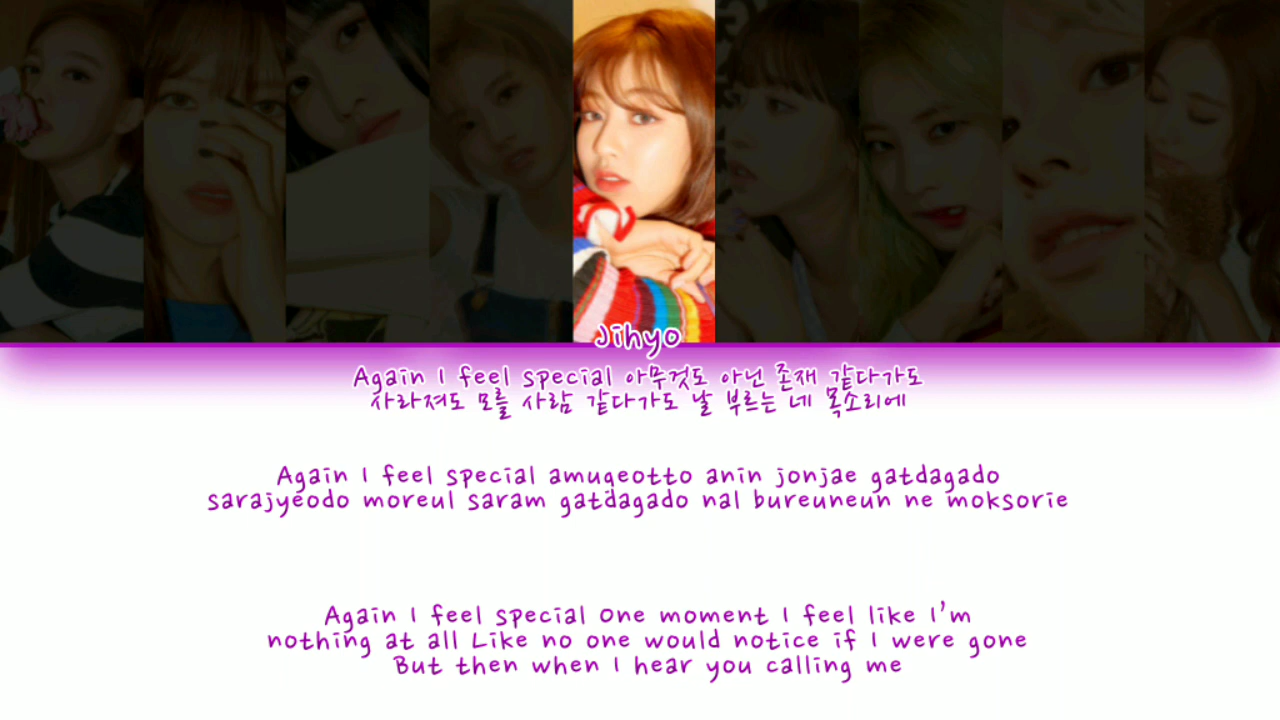 Jihyo
Again I feel special 아무것도 아닌 존재 같다가도
사라져도 모를 사람 같다가도 날 부르는 네 목소리에
Again I feel special amugeotto anin jonjae gatdagado
sarajyeodo moreul saram gatdagado nal bureuneun ne moksorie
Again I feel special One moment I feel like I'm
nothing at all Like no one would notice if I were gone
But then when I hear you calling me